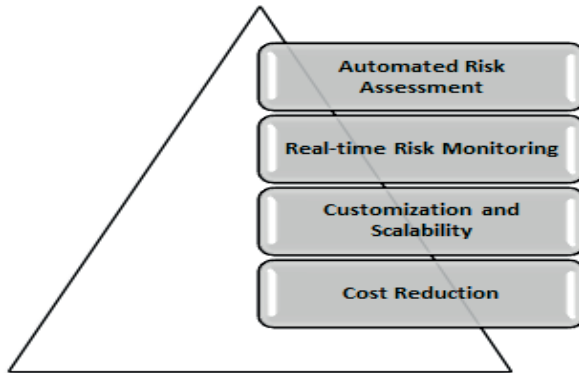 Automated Risk
Assessment
Real-time Risk Monitoring
Customization and
Scalability
Cost Reduction